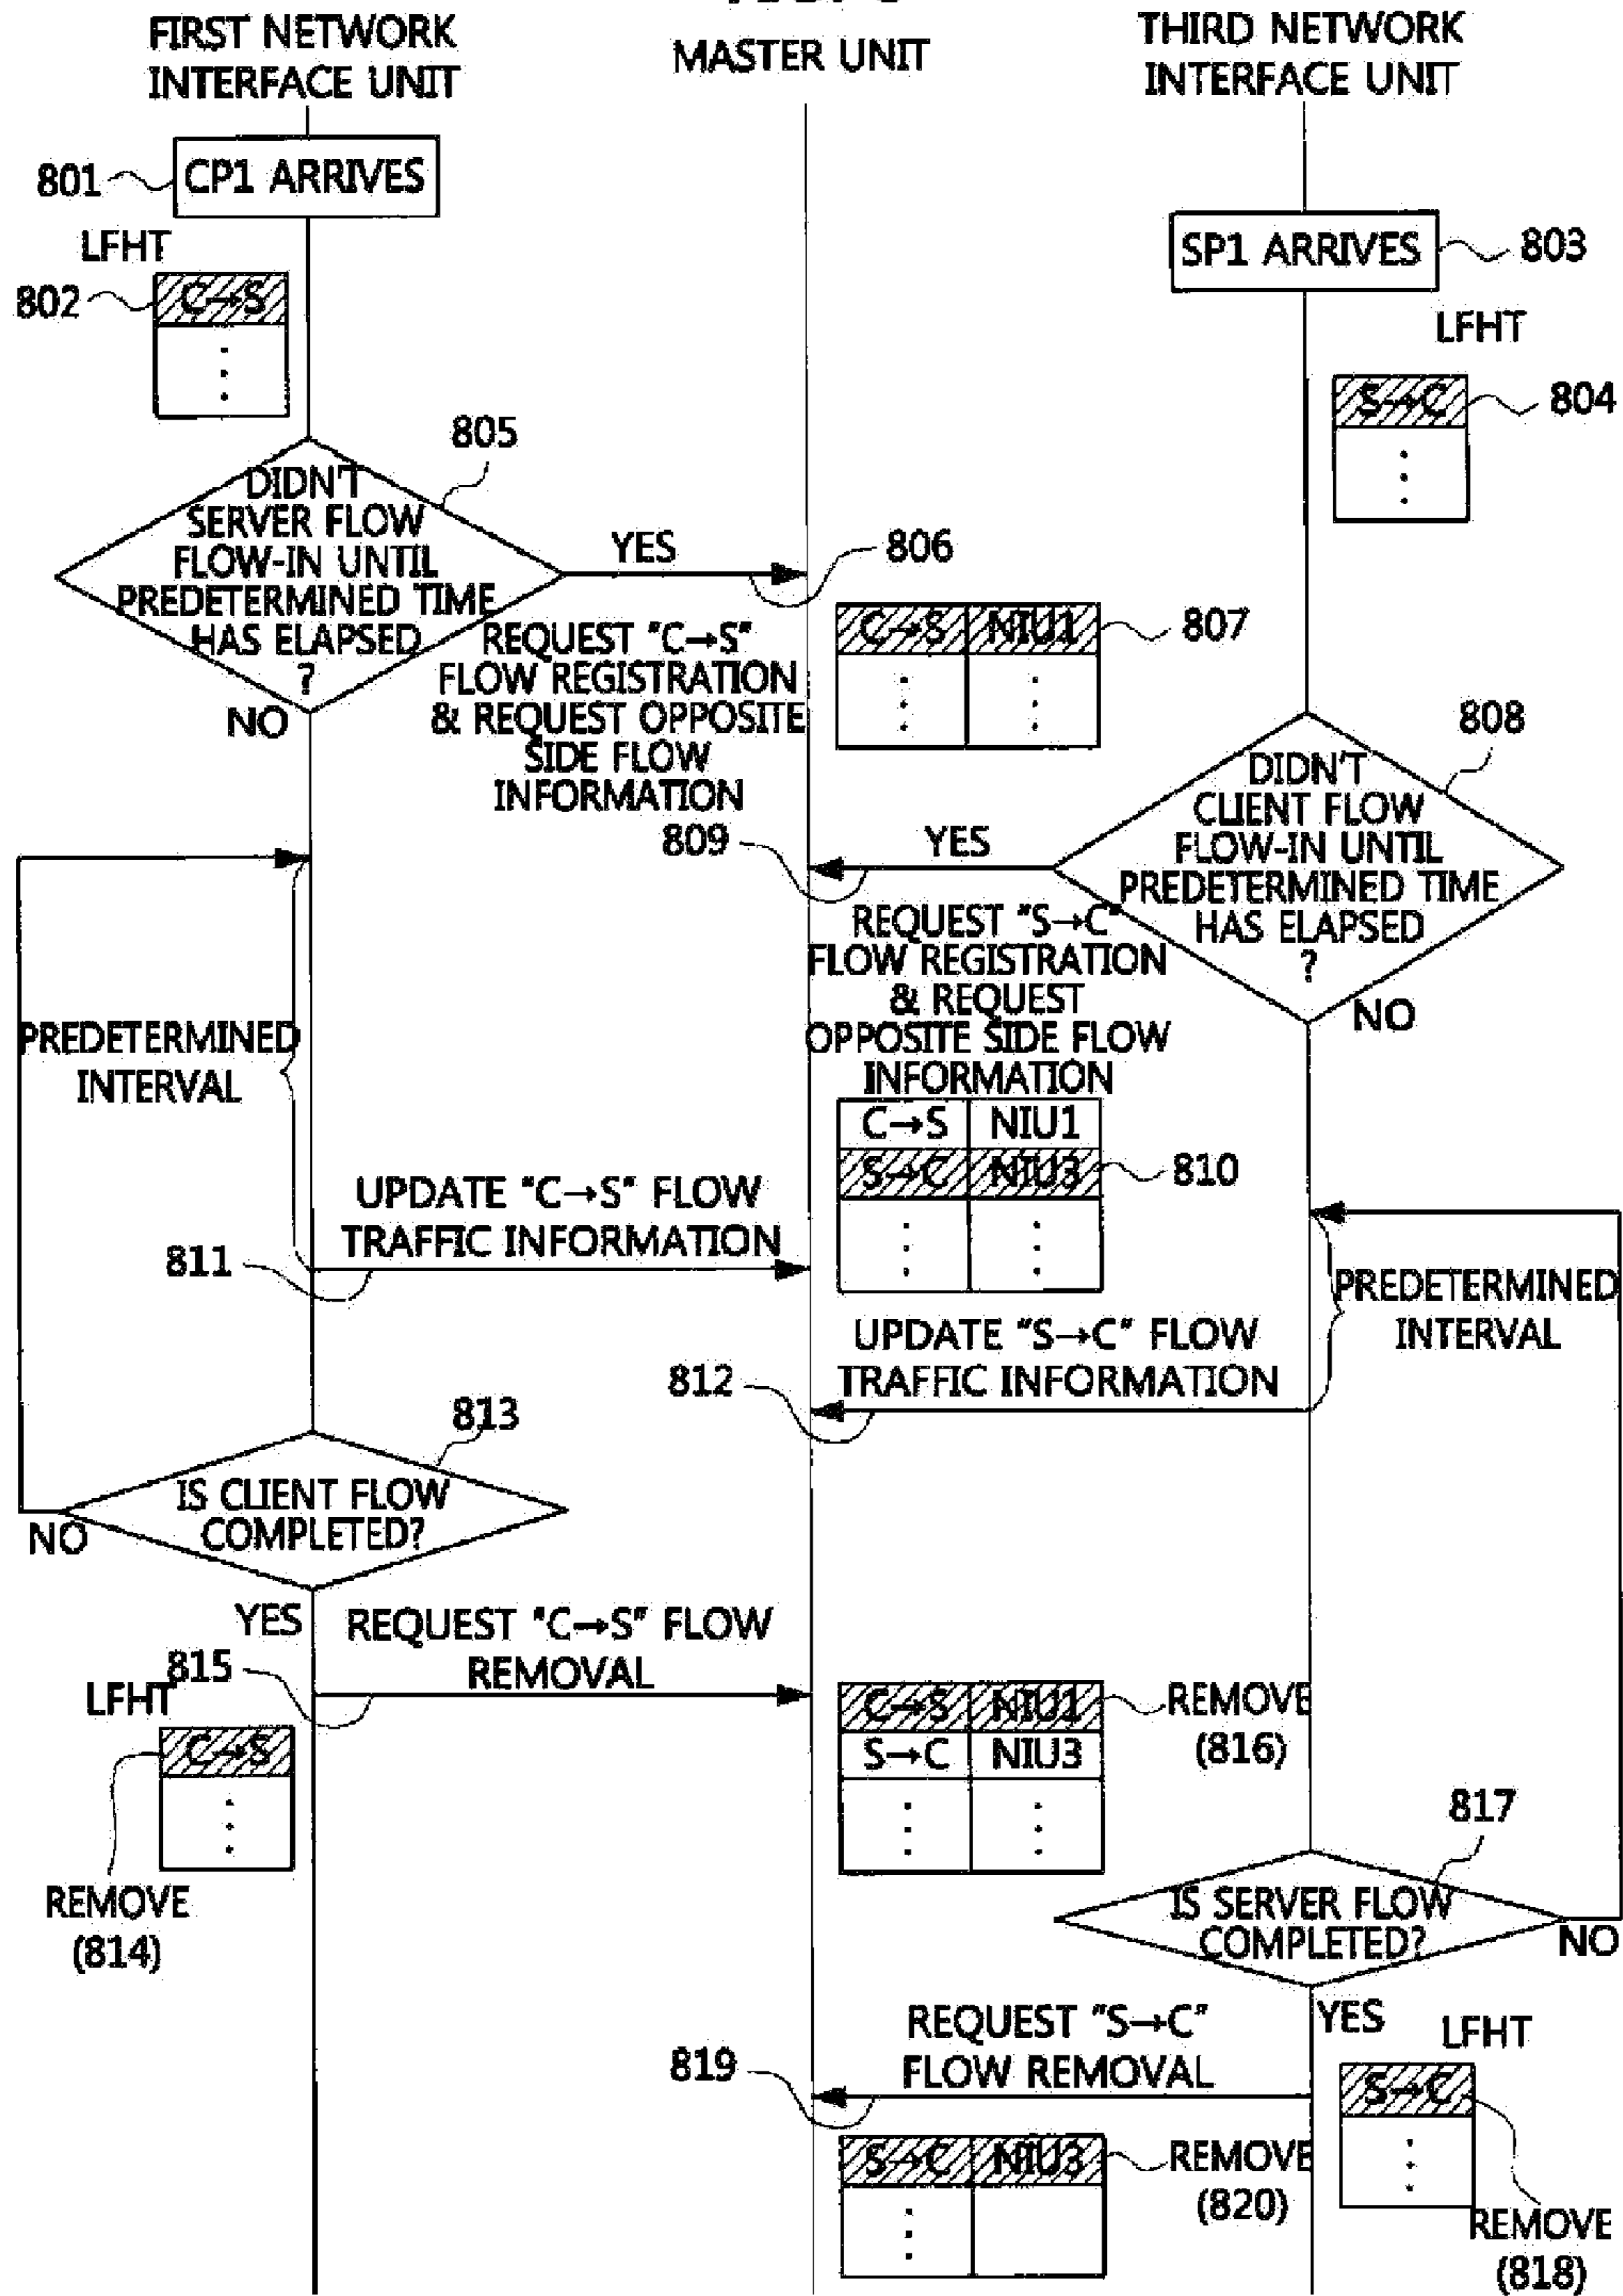 FIRST NETWORK
INTERFACE UNIT
MASTER UNIT
THIRD NETWORK
INTERFACE UNIT
801
CP1 ARRIVES
LFHT
802
C→S
SP1 ARRIVES
803
LFHT
S→C
804
805
DIDN'T
SERVER FLOW
FLOW-IN UNTIL
PREDETERMINED TIME
HAS ELAPSED
?
YES
806
NO
REQUEST "C→S"
FLOW REGISTRATION
& REQUEST OPPOSITE
SIDE FLOW
INFORMATION
C→S NIU1
807
808
DIDN'T
CLIENT FLOW
FLOW-IN UNTIL
PREDETERMINED TIME
HAS ELAPSED
?
809
YES
NO
REQUEST "S→C"
FLOW REGISTRATION
& REQUEST
OPPOSITE SIDE FLOW
INFORMATION
PREDETERMINED
INTERVAL
C→S NIU1
S→C NIU3
810
UPDATE "C→S" FLOW
TRAFFIC INFORMATION
811
PREDETERMINED
INTERVAL
UPDATE "S→C" FLOW
TRAFFIC INFORMATION
812
813
IS CLIENT FLOW
COMPLETED?
NO
YES
REQUEST "C→S" FLOW
REMOVAL
815
LFHT
C→S
REMOVE
(814)
C→S NIU1
S→C NIU3
REMOVE
(816)
817
IS SERVER FLOW
COMPLETED?
NO
YES
REQUEST "S→C"
FLOW REMOVAL
819
LFHT
S→C
REMOVE
(818)
S→C NIU3
REMOVE
(820)